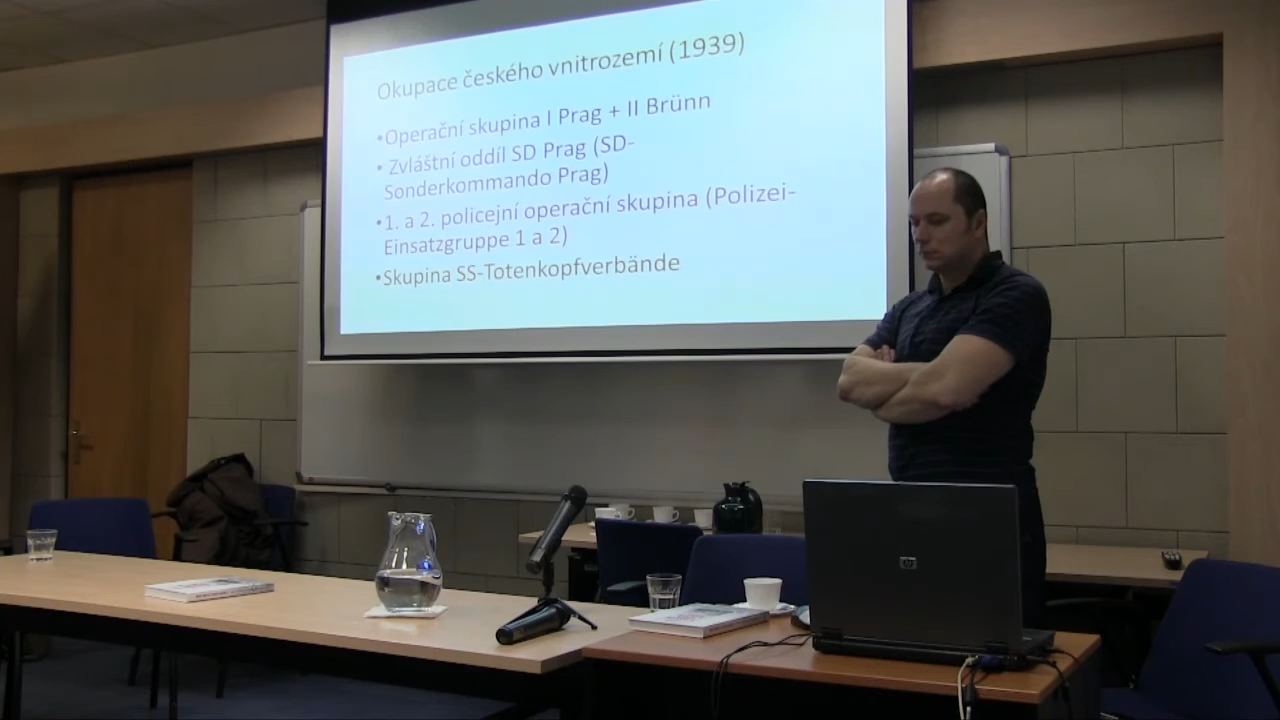 Okupace českého vnitrozemí (1939)
•Operační skupina I Prag + II Brünn
• Zvláštní oddíl SD Prag (SD-
Sonderkommando Prag)
•1. a 2. policejní operační skupina (Polizei-
Einsatzgruppe 1 a 2)
•Skupina SS-Totenkopfverbände
hp